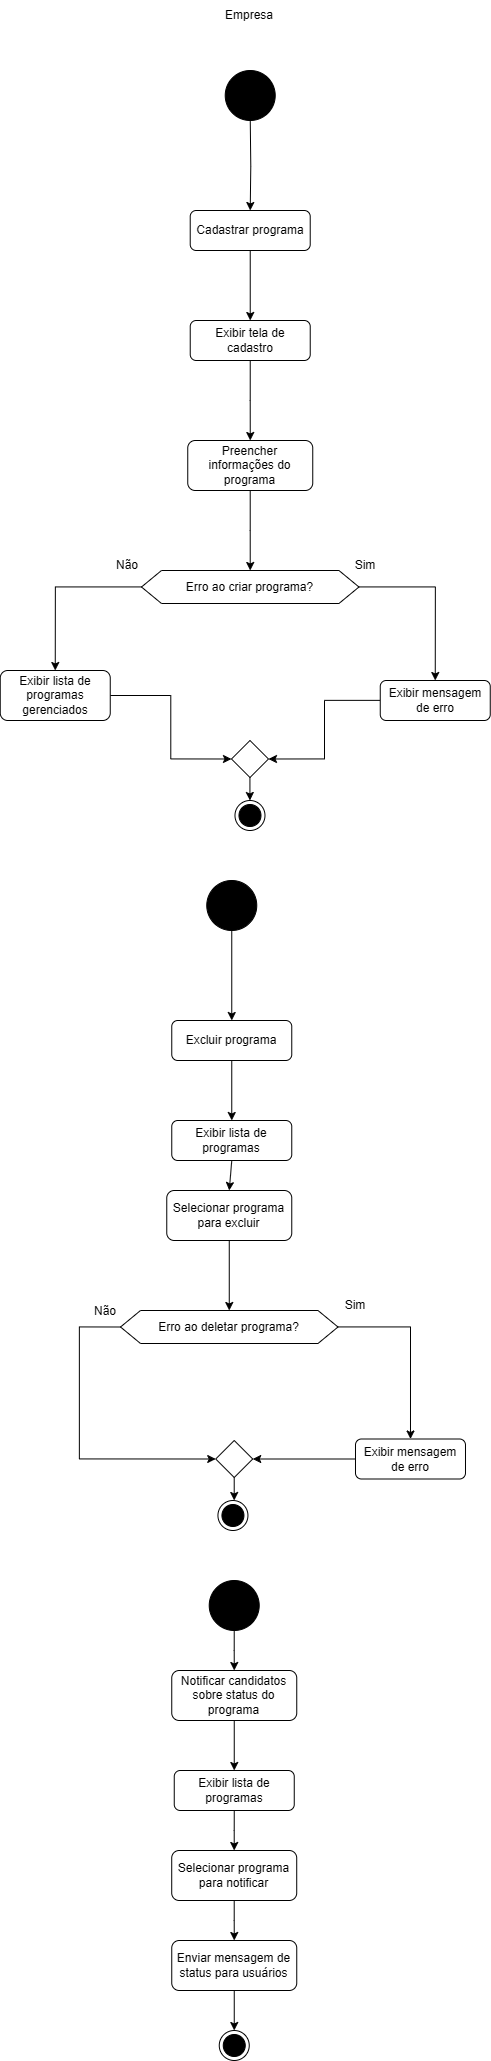 Empresa
Cadastrar programa
Exibir tela de
cadastro
Preencher
informações do
programa
Não
Sim
Erro ao criar programa?
Exibir lista de
programas
gerenciados
Exibir mensagem
de erro
Excluir programa
Exibir lista de
programas
Selecionar programa
para excluir
Não
Sim
Erro ao deletar programa?
Exibir mensagem
de erro
Notificar candidatos
sobre status do
programa
Exibir lista de
programas
Selecionar programa
para notificar
Enviar mensagem de
status para usuários